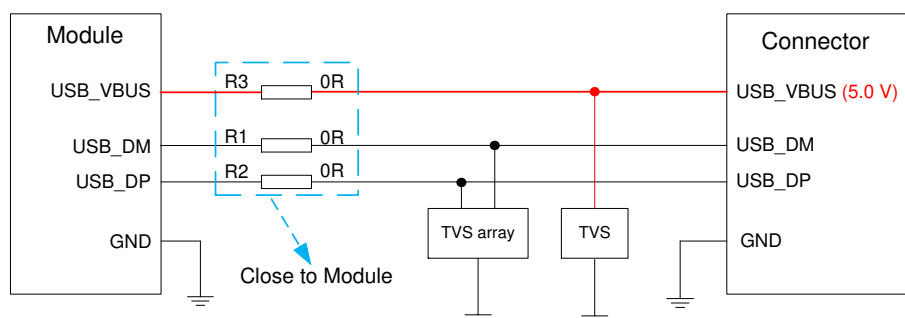 Module
Connector
USB_VBUS R3 0R USB_VBUS (5.0 V)
USB_DM R1 0R USB_DM
USB_DP R2 0R USB_DP
GND TVS array TVS GND
Close to Module